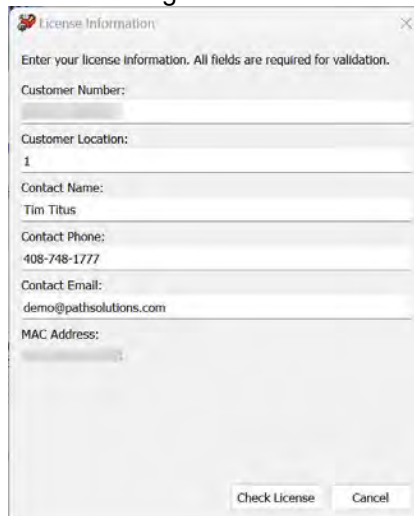 License Information
Enter your license information. All fields are required for validation.
Customer Number:
Customer Location:
1
Contact Name:
Tim Titus
Contact Phone:
408-748-1777
Contact Email:
demo@pathsolutions.com
MAC Address:
Check License Cancel